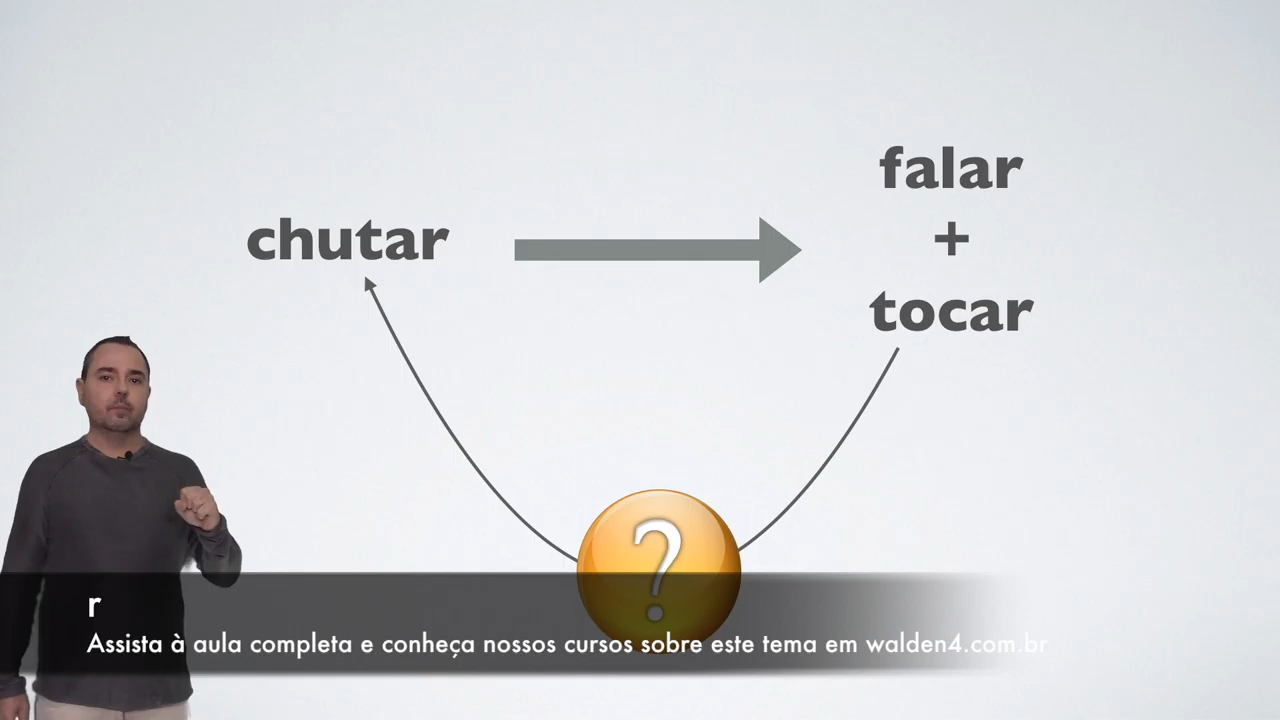 falar
chutar
+
tocar
?
r
Assista à aula completa e conheça nossos cursos sobre este tema em walden4.com.br